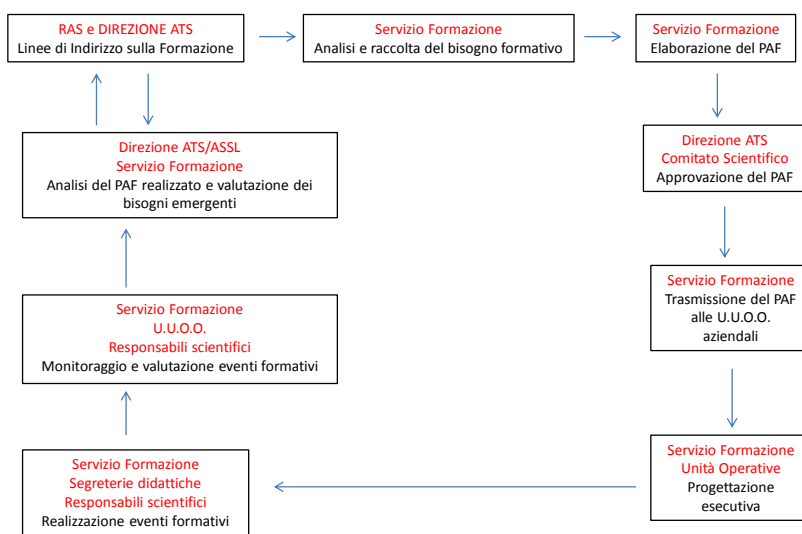 RAS e DIREZIONE ATS
Linee di Indirizzo sulla Formazione
Servizio Formazione
Analisi e raccolta del bisogno formativo
Servizio Formazione
Elaborazione del PAF
Direzione ATS
Comitato Scientifico
Approvazione del PAF
Servizio Formazione
Trasmissione del PAF
alle U.U.O.O.
aziendali
Servizio Formazione
Unità Operative
Progettazione
esecutiva
Servizio Formazione
Segreterie didattiche
Responsabili scientifici
Realizzazione eventi formativi
Servizio Formazione
U.U.O.O.
Responsabili scientifici
Monitoraggio e valutazione eventi formativi
Direzione ATS/ASSL
Servizio Formazione
Analisi del PAF realizzato e valutazione dei
bisogni emergenti